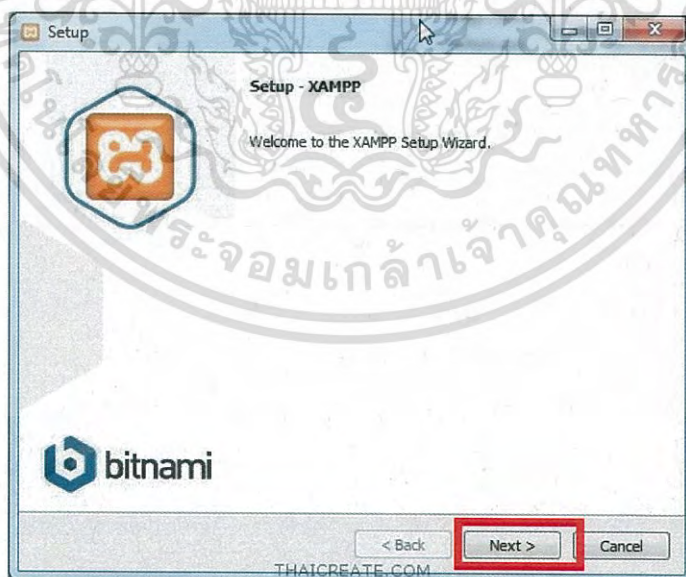 Setup
Setup - XAMPP
Welcome to the XAMPP Setup Wizard.
พระจอมเกล้าเจ้าคุณทหาร
bitnami
< Back
Next >
Cancel
THAICREATE.COM